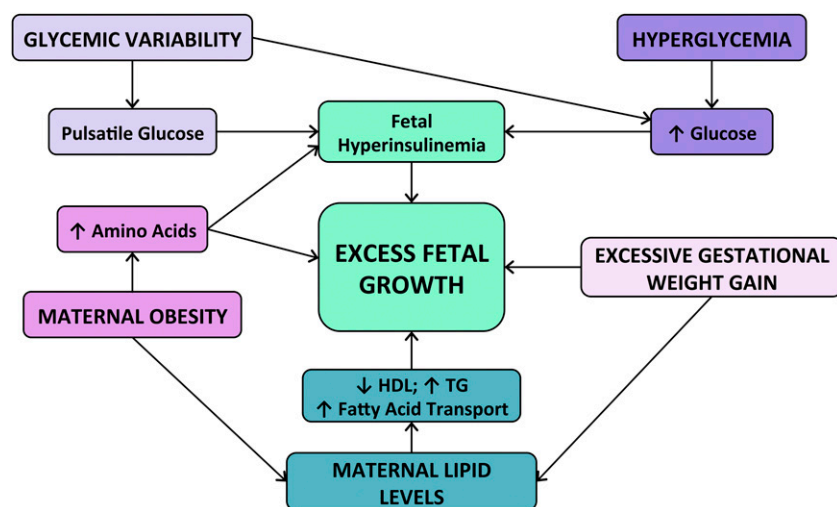 GLYCEMIC VARIABILITY
HYPERGLYCEMIA
Pulsatile Glucose
Fetal
Hyperinsulinemia
↑ Glucose
↑ Amino Acids
EXCESS FETAL
GROWTH
EXCESSIVE GESTATIONAL
WEIGHT GAIN
MATERNAL OBESITY
↓ HDL; ↑ TG
↑ Fatty Acid Transport
MATERNAL LIPID
LEVELS